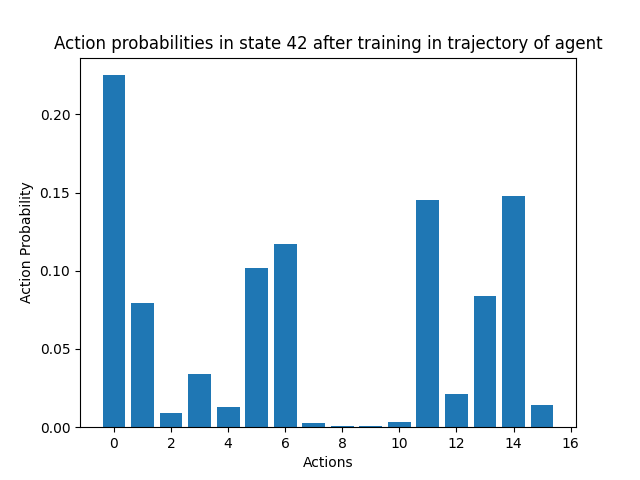 Action probabilities in state 42 after training in trajectory of agent
0.20
0.15
0.10
0.05
0.00
Action Probability
0 2 4 6 8 10 12 14 16
Actions